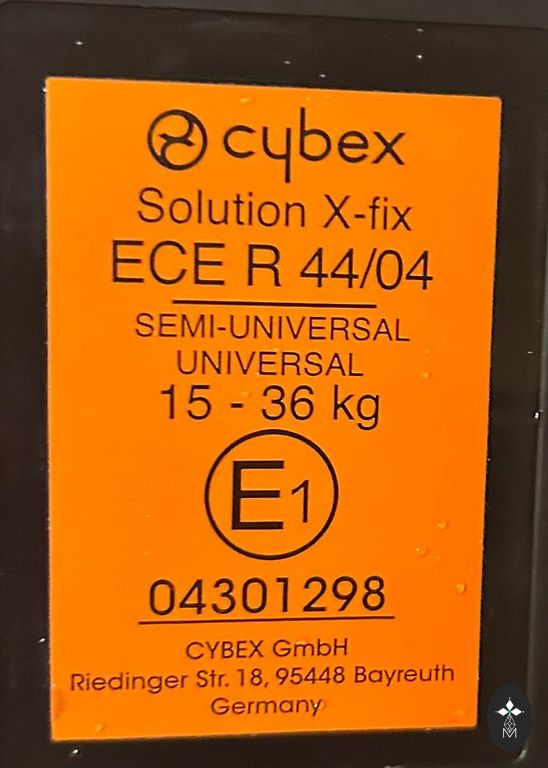 cybex
Solution X-fix
ECE R 44/04
SEMI-UNIVERSAL
UNIVERSAL
15 - 36 kg
E1
04301298
CYBEX GmbH
Riedinger Str. 18, 95448 Bayreuth
Germany
M